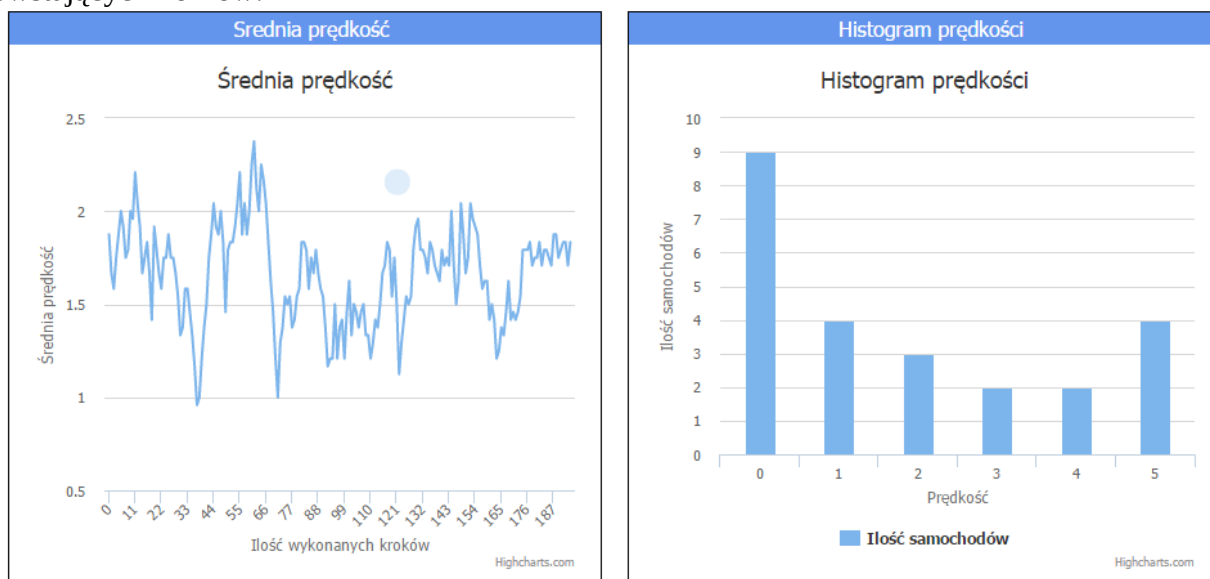 Srednia prędkość
Średnia prędkość
2.5
2
1.5
1
0.5
Średnia prędkość
0 11 22 33 44 55 66 77 88 99 110 121 132 143 154 165 176 187
Ilość wykonanych kroków
Highcharts.com
Histogram prędkości
Histogram prędkości
10
9
8
7
6
5
4
3
2
1
0
Ilość samochodów
0 1 2 3 4 5
Prędkość
Ilość samochodów
Highcharts.com